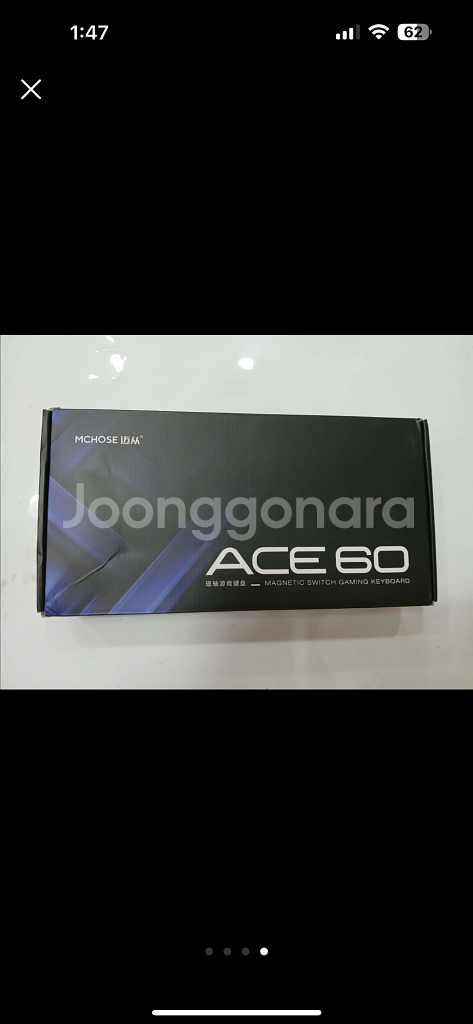 1:47
62
MCHOSE 迈从®
Joonggonara
ACE 60
磁轴游戏键盘 — MAGNETIC SWITCH GAMING KEYBOARD